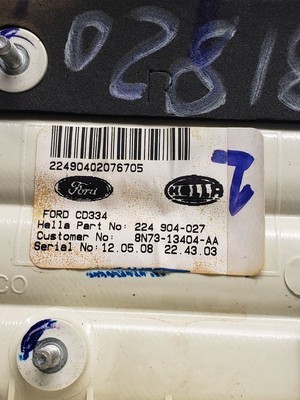 02818
R
22490402076705
Ford HELLA
2
FORD CD334
Hella Part No: 224 904-027
Customer No: 8N73-13404-AA
Serial No: 12.05.08 22.43.03
CO